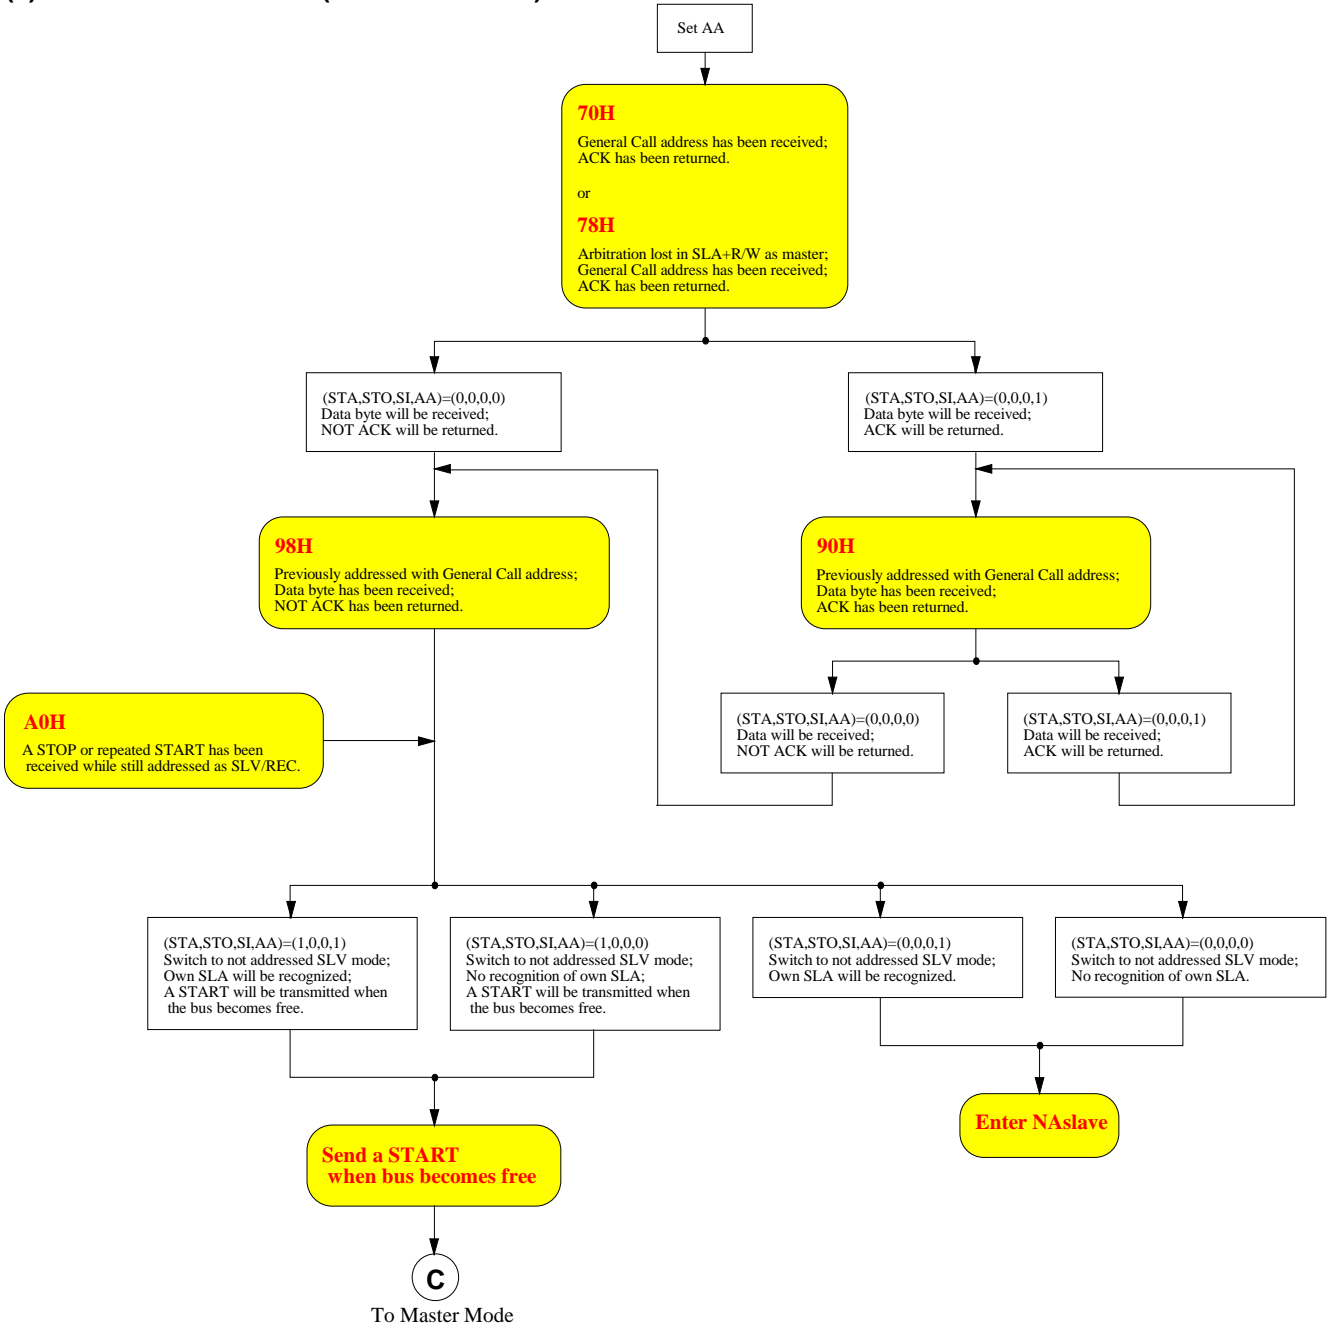 Set AA
70H
General Call address has been received;
ACK has been returned.
or
78H
Arbitration lost in SLA+R/W as master;
General Call address has been received;
ACK has been returned.
(STA,STO,SI,AA)=(0,0,0,0)
Data byte will be received;
NOT ACK will be returned.
(STA,STO,SI,AA)=(0,0,0,1)
Data byte will be received;
ACK will be returned.
98H
Previously addressed with General Call address;
Data byte has been received;
NOT ACK has been returned.
90H
Previously addressed with General Call address;
Data byte has been received;
ACK has been returned.
A0H
A STOP or repeated START has been
received while still addressed as SLV/REC.
(STA,STO,SI,AA)=(0,0,0,0)
Data will be received;
NOT ACK will be returned.
(STA,STO,SI,AA)=(0,0,0,1)
Data will be received;
ACK will be returned.
(STA,STO,SI,AA)=(1,0,0,1)
Switch to not addressed SLV mode;
Own SLA will be recognized;
A START will be transmitted when
the bus becomes free.
(STA,STO,SI,AA)=(1,0,0,0)
Switch to not addressed SLV mode;
No recognition of own SLA;
A START will be transmitted when
the bus becomes free.
(STA,STO,SI,AA)=(0,0,0,1)
Switch to not addressed SLV mode;
Own SLA will be recognized.
(STA,STO,SI,AA)=(0,0,0,0)
Switch to not addressed SLV mode;
No recognition of own SLA.
Send a START
when bus becomes free
Enter NAslave
C
To Master Mode